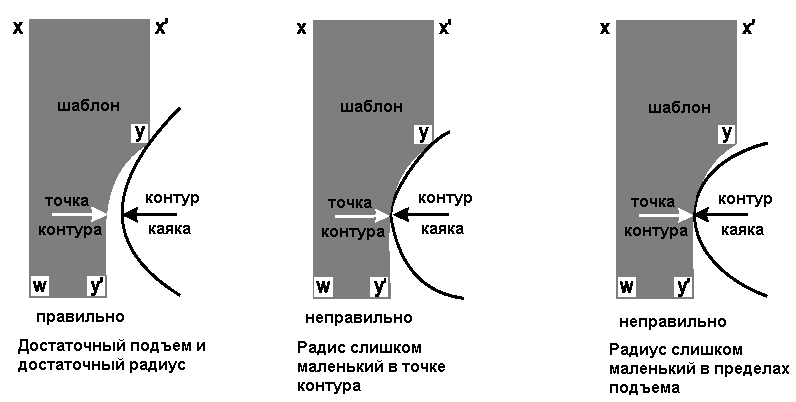 x x'
шаблон
y
точка
контура
контур
каяка
w y'
правильно
Достаточный подъем и
достаточный радиус
x x'
шаблон
y
точка
контура
контур
каяка
w y'
неправильно
Радис слишком
маленький в точке
контура
x x'
шаблон
y
точка
контура
контур
каяка
w y'
неправильно
Радиус слишком
маленький в пределах
подъема